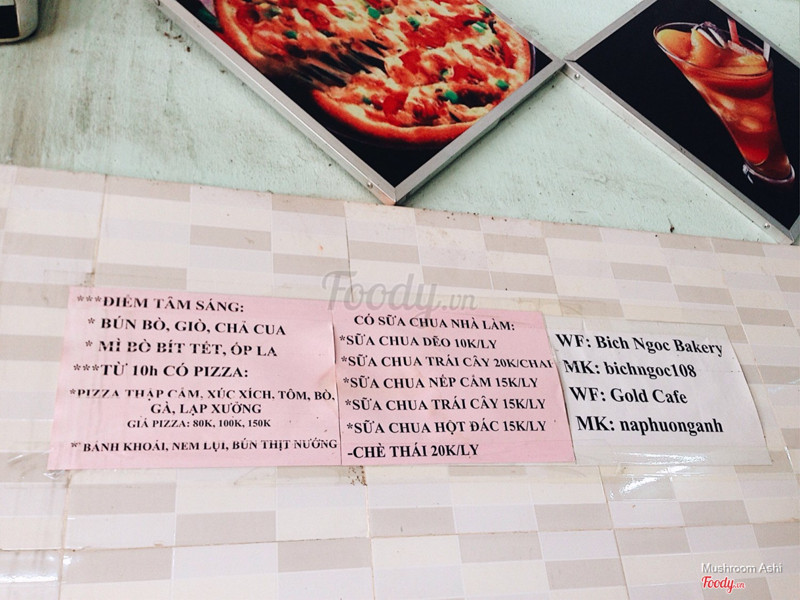 ***ĐIỂM TÂM SÁNG:
* BÚN BÒ, GIÒ, CHẢ CUA
* MÌ BÒ BÍT TẾT, ỐP LA
***TỪ 10h CÓ PIZZA:
*PIZZA THẬP CẨM, XÚC XÍCH, TÔM, BÒ,
GÀ, LẠP XƯỞNG
GIÁ PIZZA: 80K, 100K, 150K
* BÁNH KHOÁI, NEM LỤI, BÚN THỊT NƯỚNG
CÓ SỮA CHUA NHÀ LÀM:
*SỮA CHUA DẺO 10K/LY
*SỮA CHUA TRÁI CÂY 20K/CHAI
*SỮA CHUA NẾP CẨM 15K/LY
*SỮA CHUA TRÁI CÂY 15K/LY
*SỮA CHUA HỘT ĐÁC 15K/LY
-CHÈ THÁI 20K/LY
WF: Bich Ngoc Bakery
MK: bichngoc108
WF: Gold Cafe
MK: naphuonganh
Foody.vn
Mushroom Ashi
Foody.vn